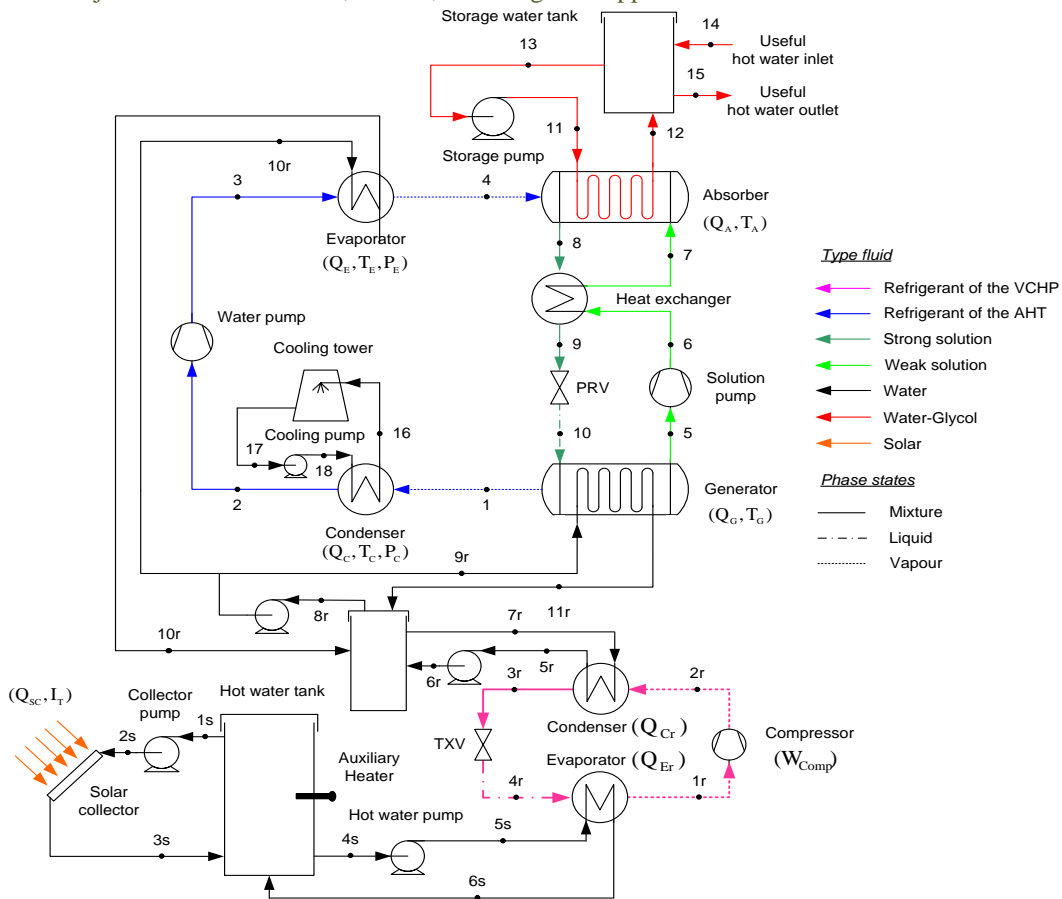 Storage water tank
14
Useful
hot water inlet
13
15
Useful
hot water outlet
11
12
Storage pump
10r
3
4
Absorber
(Q_A, T_A)
Evaporator
(Q_E, T_E, P_E)
8
7
Type fluid
Heat exchanger
Refrigerant of the VCHP
Refrigerant of the AHT
Water pump
Cooling tower
9
6
Strong solution
Weak solution
PRV
Solution
pump
Water
Cooling pump
16
Water-Glycol
17
18
10
5
Solar
2
1
Generator
(Q_G, T_G)
Phase states
Condenser
(Q_C, T_C, P_C)
Mixture
Liquid
9r
Vapour
8r
7r
11r
10r
6r
5r
3r
2r
(Q_SC, I_T)
Collector
pump
Hot water tank
1s
2s
Condenser (Q_Cr)
TXV
Evaporator (Q_Er)
Compressor
(W_Comp)
Auxiliary
Heater
Solar
collector
4r
1r
Hot water pump
3s
4s
5s
6s